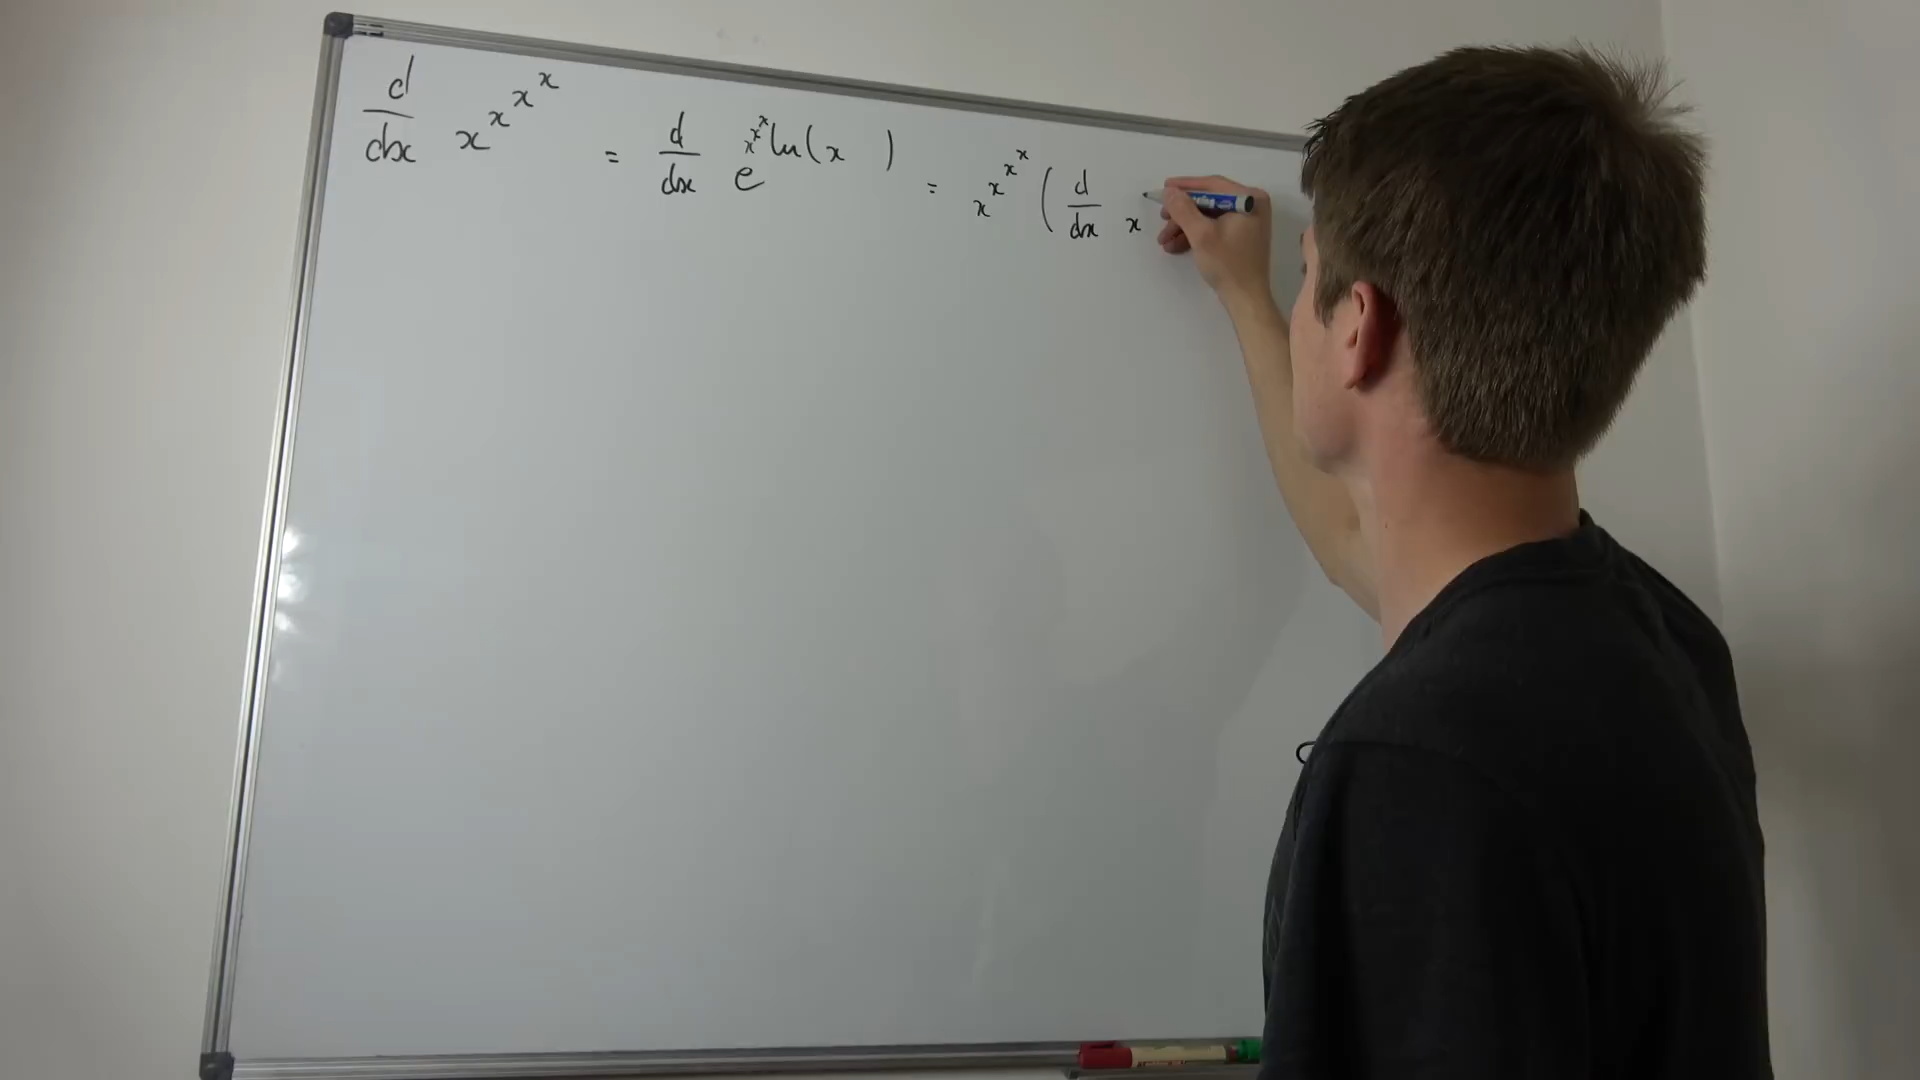 d/dx x^x^x^x = d/dx e^x^x^x ln(x ) = x^x^x^x ( d/dx x